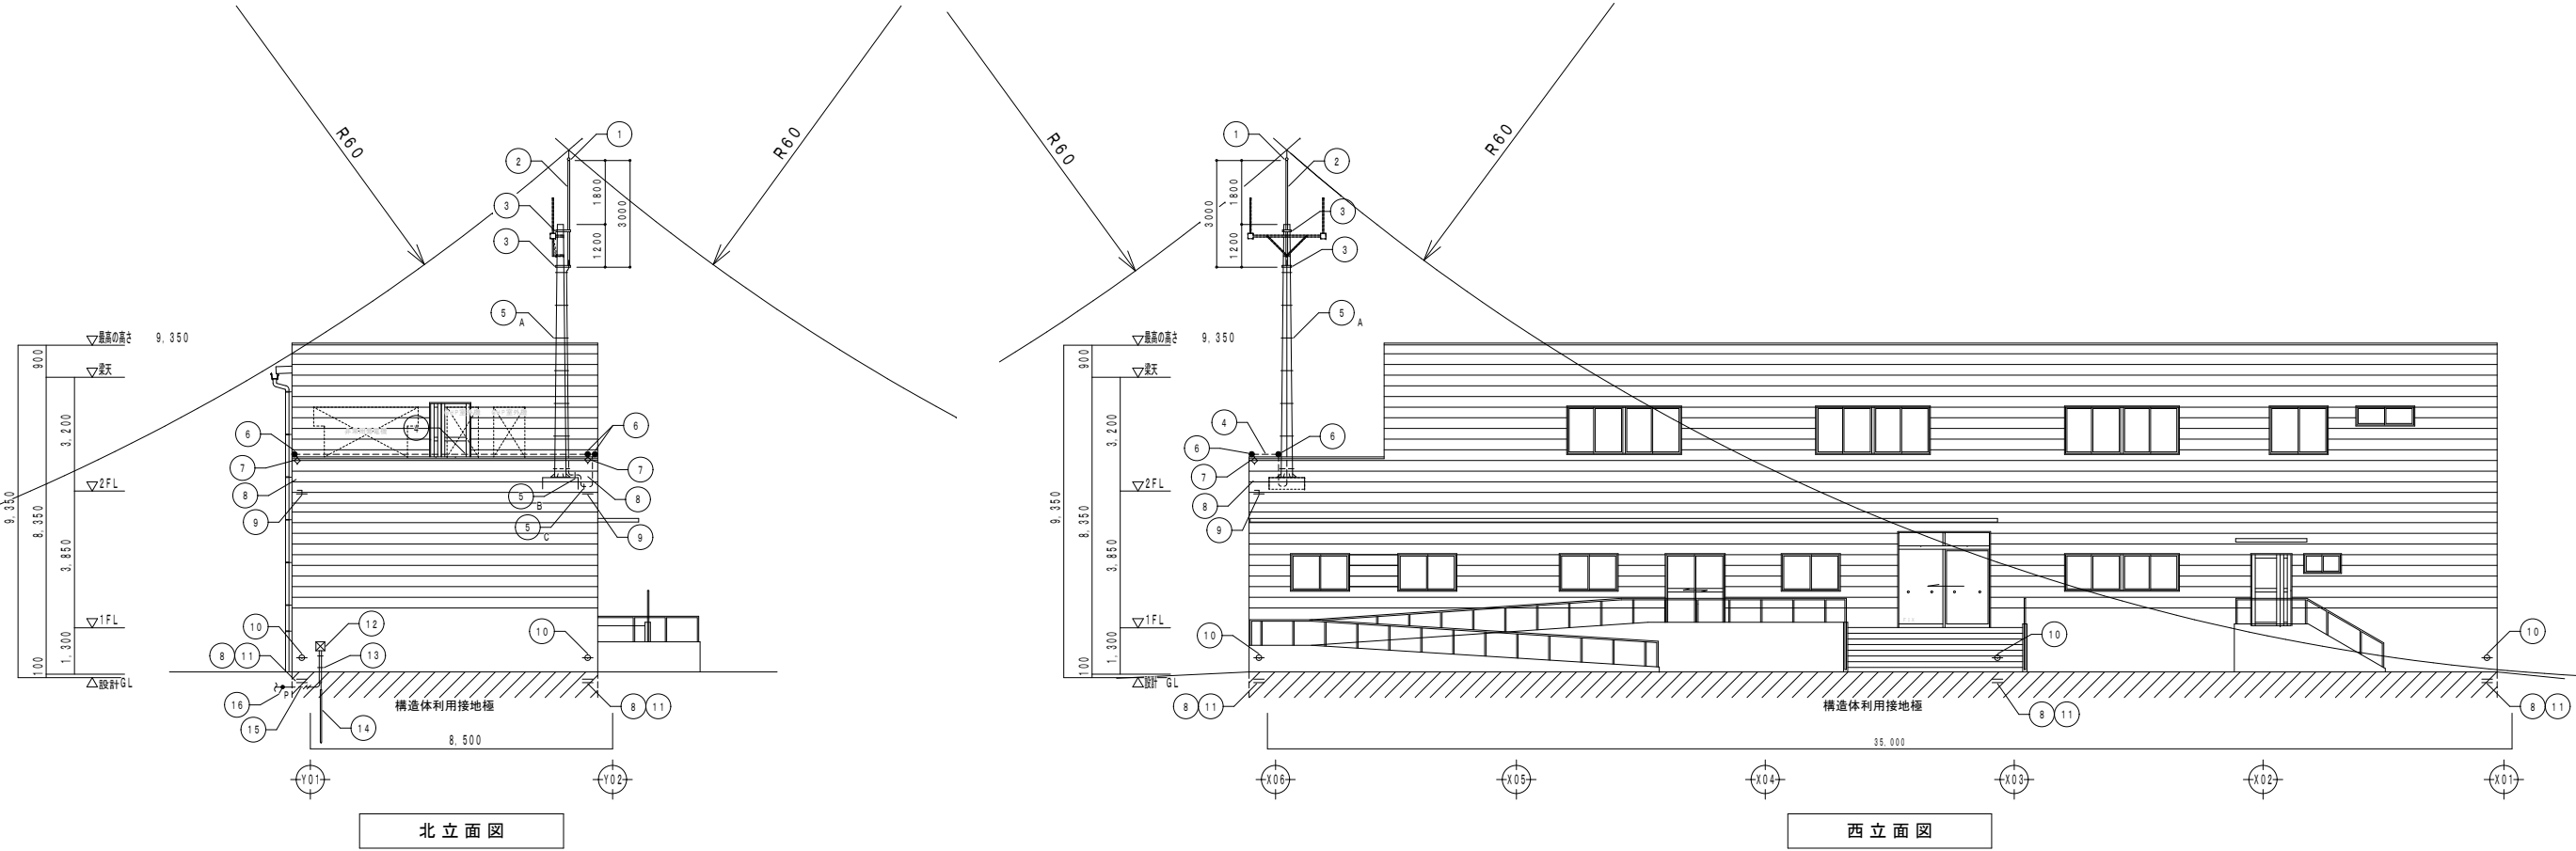 R60
R60
1
2
3
3
1800
1200
3000
5 A
▽最高の高さ 9,350
▽梁天
▽2FL
▽1FL
△設計GL
900
3,200
3,850
1,300
100
8,350
9,350
4
6
6
7
7
8
8
5 B
5 C
9
9
10
10
12
13
8 11
8 11
P
16
15
14
構造体利用接地極
8,500
Y01
Y02
北立面図
R60
R60
1
2
3
3
1800
1200
3000
5 A
▽最高の高さ 9,350
▽梁天
▽2FL
▽1FL
△設計 GL
900
3,200
3,850
1,300
100
8,350
9,350
4
6
6
7
8
9
10
10
10
8 11
8 11
8 11
構造体利用接地極
35,000
X06
X05
X04
X03
X02
X01
西立面図